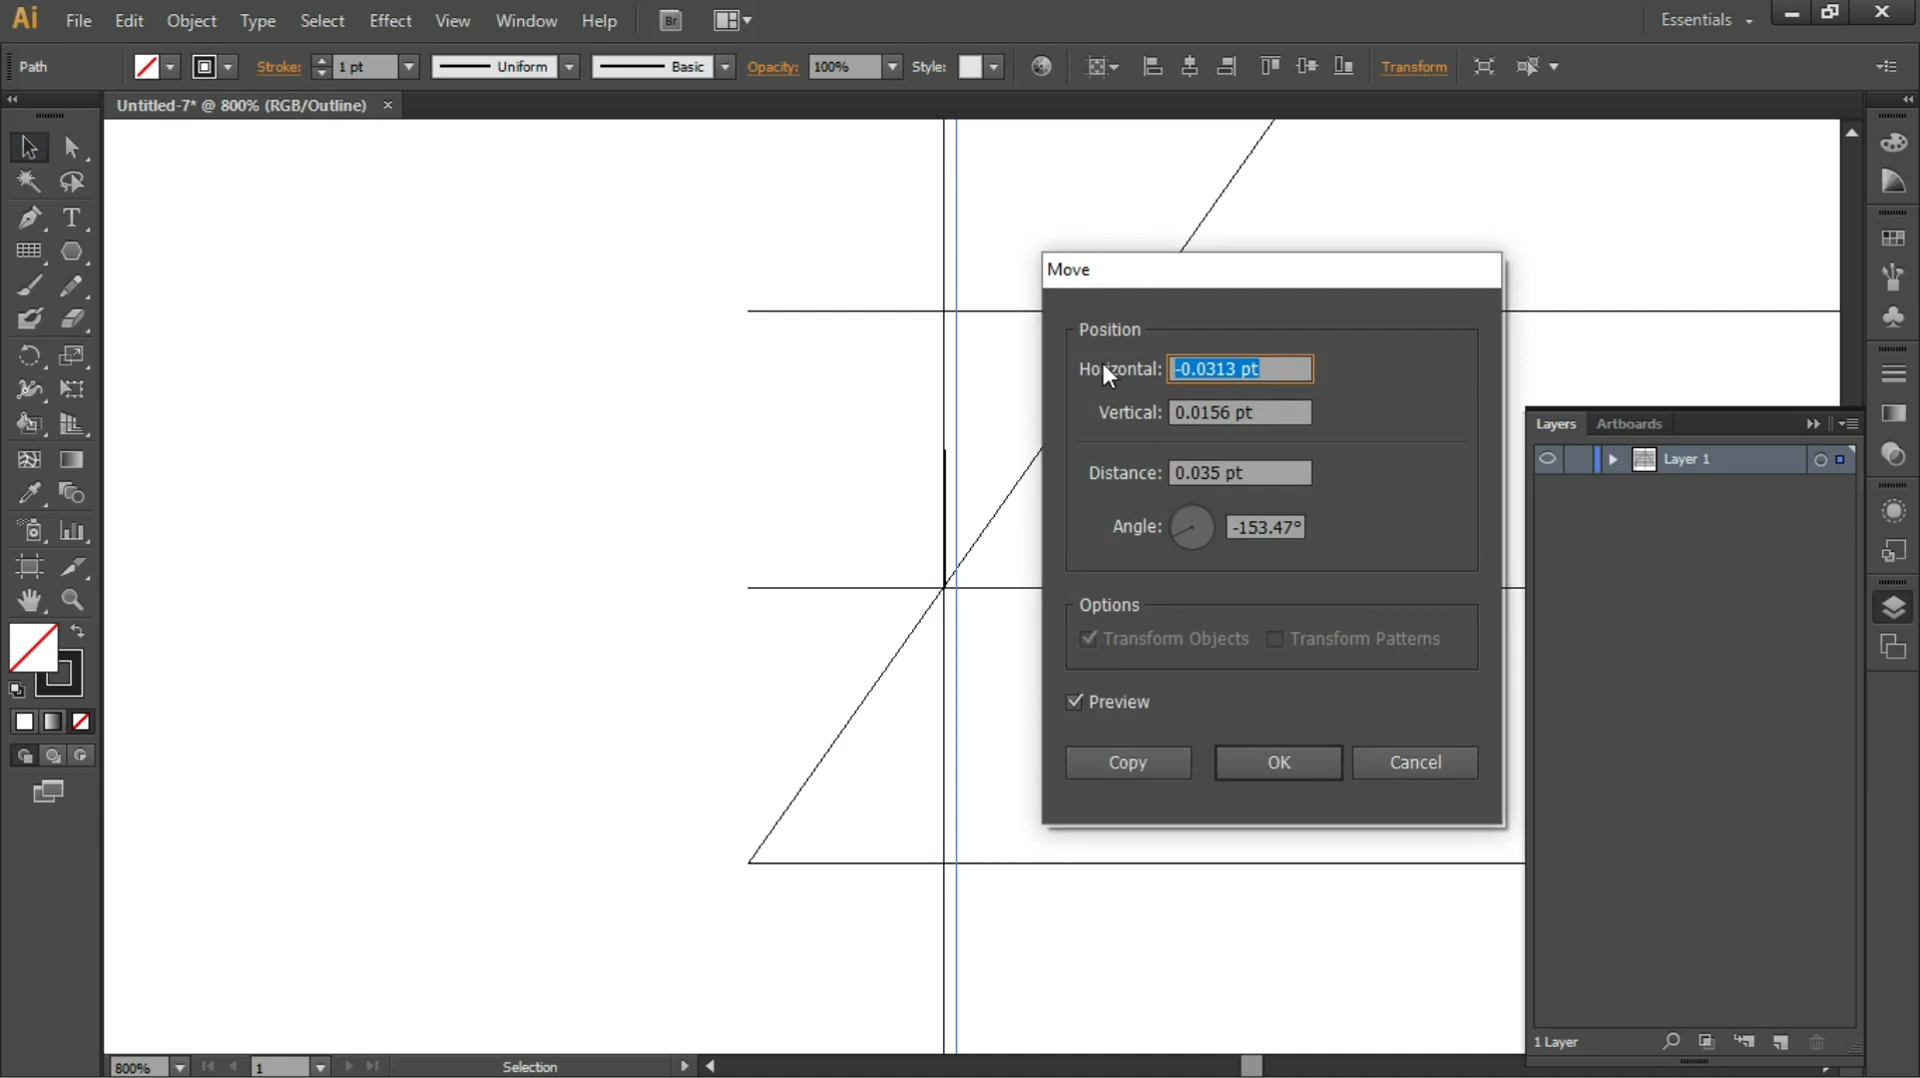 Ai File Edit Object Type Select Effect View Window Help Br Essentials
Path Stroke: 1 pt Uniform Basic Opacity: 100% Style: Transform
Untitled-7* @ 800% (RGB/Outline)
Move
Position
Horizontal: -0.0313 pt
Vertical: 0.0156 pt
Distance: 0.035 pt
Angle: -153.47°
Options
Transform Objects Transform Patterns
Preview
Copy OK Cancel
Layers Artboards
Layer 1
1 Layer
T
800% 1 Selection